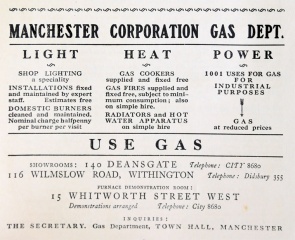 MANCHESTER CORPORATION GAS DEPT.
LIGHT
SHOP LIGHTING
a speciality
INSTALLATIONS fixed
and maintained by expert
staff. Estimates free
DOMESTIC BURNERS
cleaned and maintained.
Nominal charge halfpenny
per burner per visit
HEAT
GAS COOKERS
supplied and fixed free
GAS FIRES supplied and
fixed free, subject to mini-
mum consumption; also
on simple hire.
RADIATORS and HOT
WATER APPARATUS
on simple hire
POWER
1001 USES FOR GAS
FOR
INDUSTRIAL
PURPOSES
GAS
at reduced prices
USE GAS
SHOWROOMS: 140 DEANSGATE Telephone: CITY 8680
116 WILMSLOW ROAD, WITHINGTON Telephone: Didsbury 355
FURNACE DEMONSTRATION ROOM:
15 WHITWORTH STREET WEST
Demonstrations arranged Telephone: City 8680
INQUIRIES:
THE SECRETARY, Gas Department, TOWN HALL, MANCHESTER